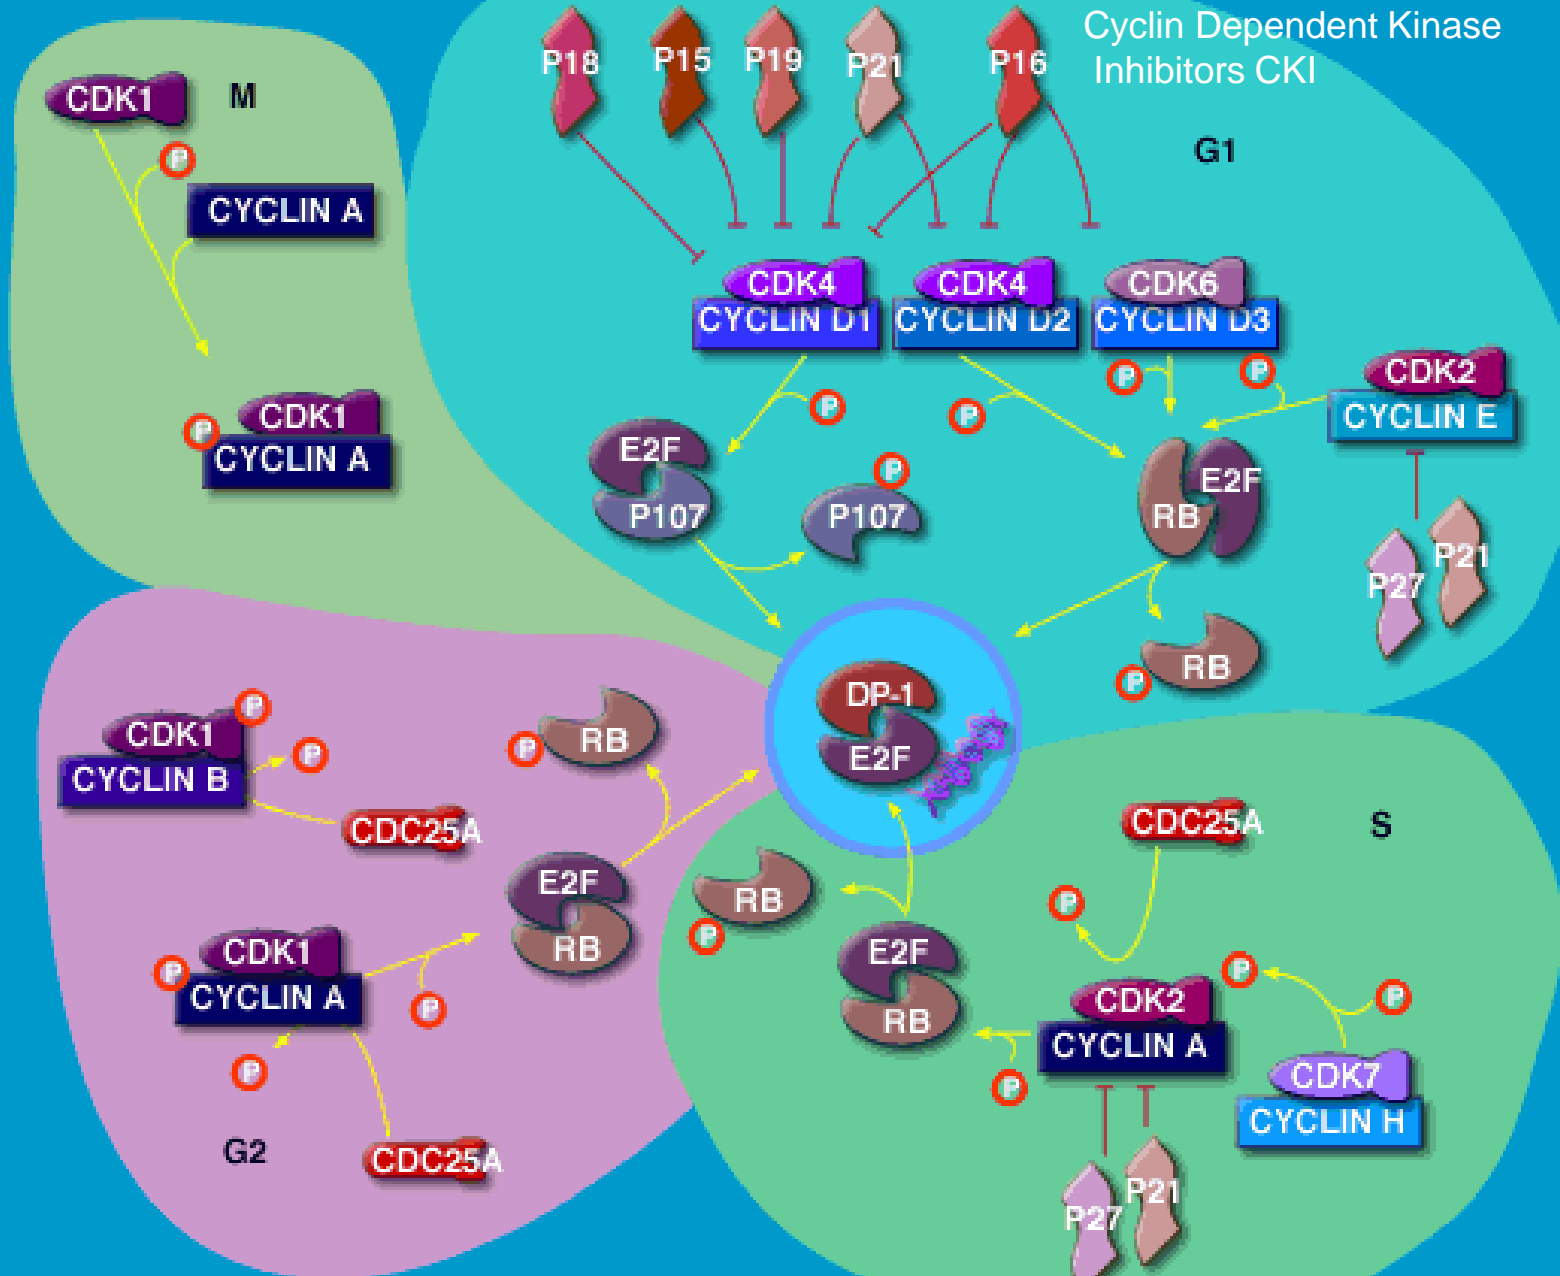 Cyclin Dependent Kinase
Inhibitors CKI
P18
P15
P19
P21
P16
G1
CDK1
M
P
CYCLIN A
CDK1
P
CYCLIN A
CDK4
CYCLIN D1
CDK4
CYCLIN D2
CDK6
CYCLIN D3
P
P
P
P
CDK2
CYCLIN E
E2F
P107
P
P107
RB
E2F
P27
P21
RB
P
DP-1
E2F
P
CDK1
CYCLIN B
P
CDC25A
RB
P
E2F
RB
CDK1
P
CYCLIN A
P
P
G2
CDC25A
CDC25A
S
P
RB
P
E2F
RB
P
CDK2
CYCLIN A
P
P
CDK7
CYCLIN H
P27
P21